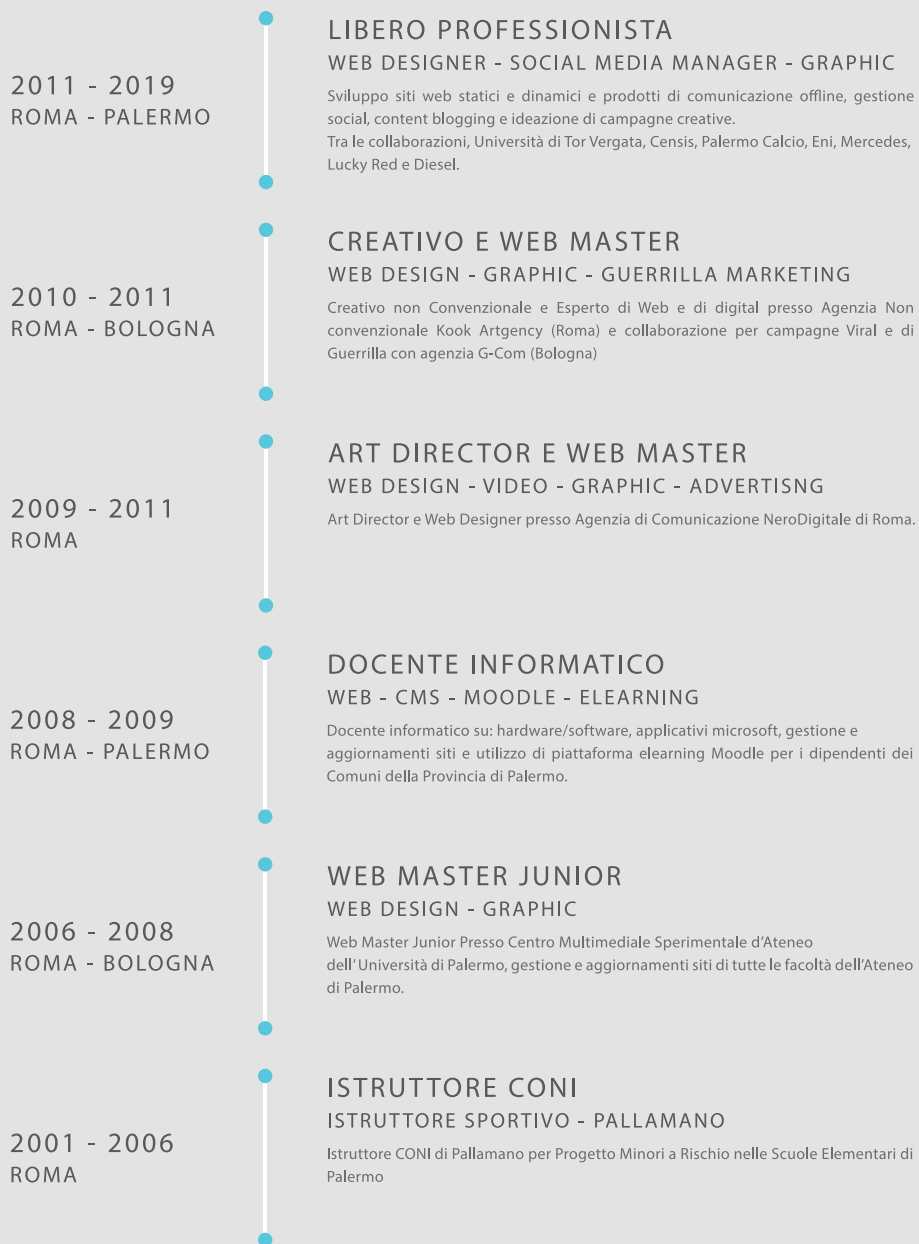 2011 - 2019
ROMA - PALERMO
LIBERO PROFESSIONISTA
WEB DESIGNER - SOCIAL MEDIA MANAGER - GRAPHIC
Sviluppo siti web statici e dinamici e prodotti di comunicazione offline, gestione
social, content blogging e ideazione di campagne creative.
Tra le collaborazioni, Università di Tor Vergata, Censis, Palermo Calcio, Eni, Mercedes,
Lucky Red e Diesel.
2010 - 2011
ROMA - BOLOGNA
CREATIVO E WEB MASTER
WEB DESIGN - GRAPHIC - GUERRILLA MARKETING
Creativo non Convenzionale e Esperto di Web e di digital presso Agenzia Non
convenzionale Kook Artgency (Roma) e collaborazione per campagne Viral e di
Guerrilla con agenzia G-Com (Bologna)
2009 - 2011
ROMA
ART DIRECTOR E WEB MASTER
WEB DESIGN - VIDEO - GRAPHIC - ADVERTISNG
Art Director e Web Designer presso Agenzia di Comunicazione NeroDigitale di Roma.
2008 - 2009
ROMA - PALERMO
DOCENTE INFORMATICO
WEB - CMS - MOODLE - ELEARNING
Docente informatico su: hardware/software, applicativi microsoft, gestione e
aggiornamenti siti e utilizzo di piattaforma elearning Moodle per i dipendenti dei
Comuni della Provincia di Palermo.
2006 - 2008
ROMA - BOLOGNA
WEB MASTER JUNIOR
WEB DESIGN - GRAPHIC
Web Master Junior Presso Centro Multimediale Sperimentale d'Ateneo
dell'Università di Palermo, gestione e aggiornamenti siti di tutte le facoltà dell'Ateneo
di Palermo.
2001 - 2006
ROMA
ISTRUTTORE CONI
ISTRUTTORE SPORTIVO - PALLAMANO
Istruttore CONI di Pallamano per Progetto Minori a Rischio nelle Scuole Elementari di
Palermo